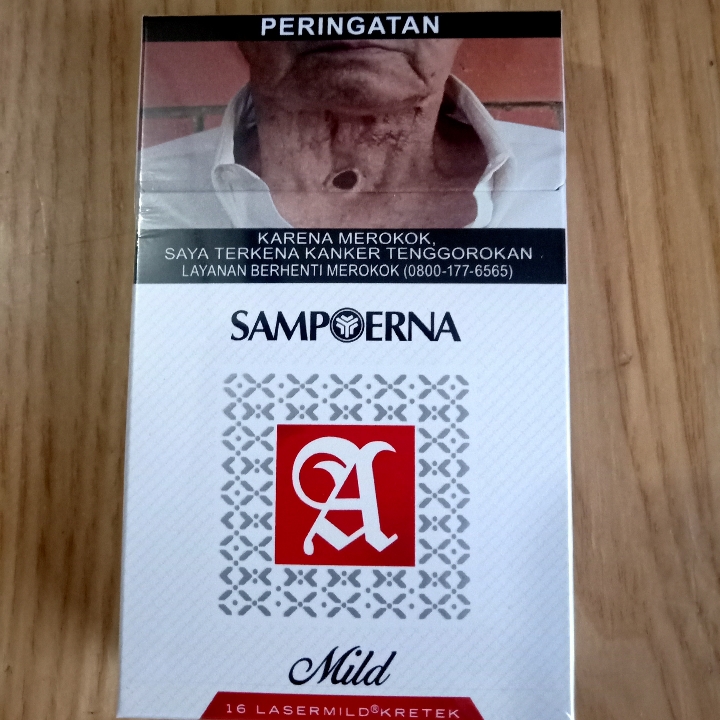 PERINGATAN
KARENA MEROKOK,
SAYA TERKENA KANKER TENGGOROKAN
LAYANAN BERHENTI MEROKOK (0800-177-6565)
SAMPOERNA
A
Mild
16 LASERMILD® KRETEK